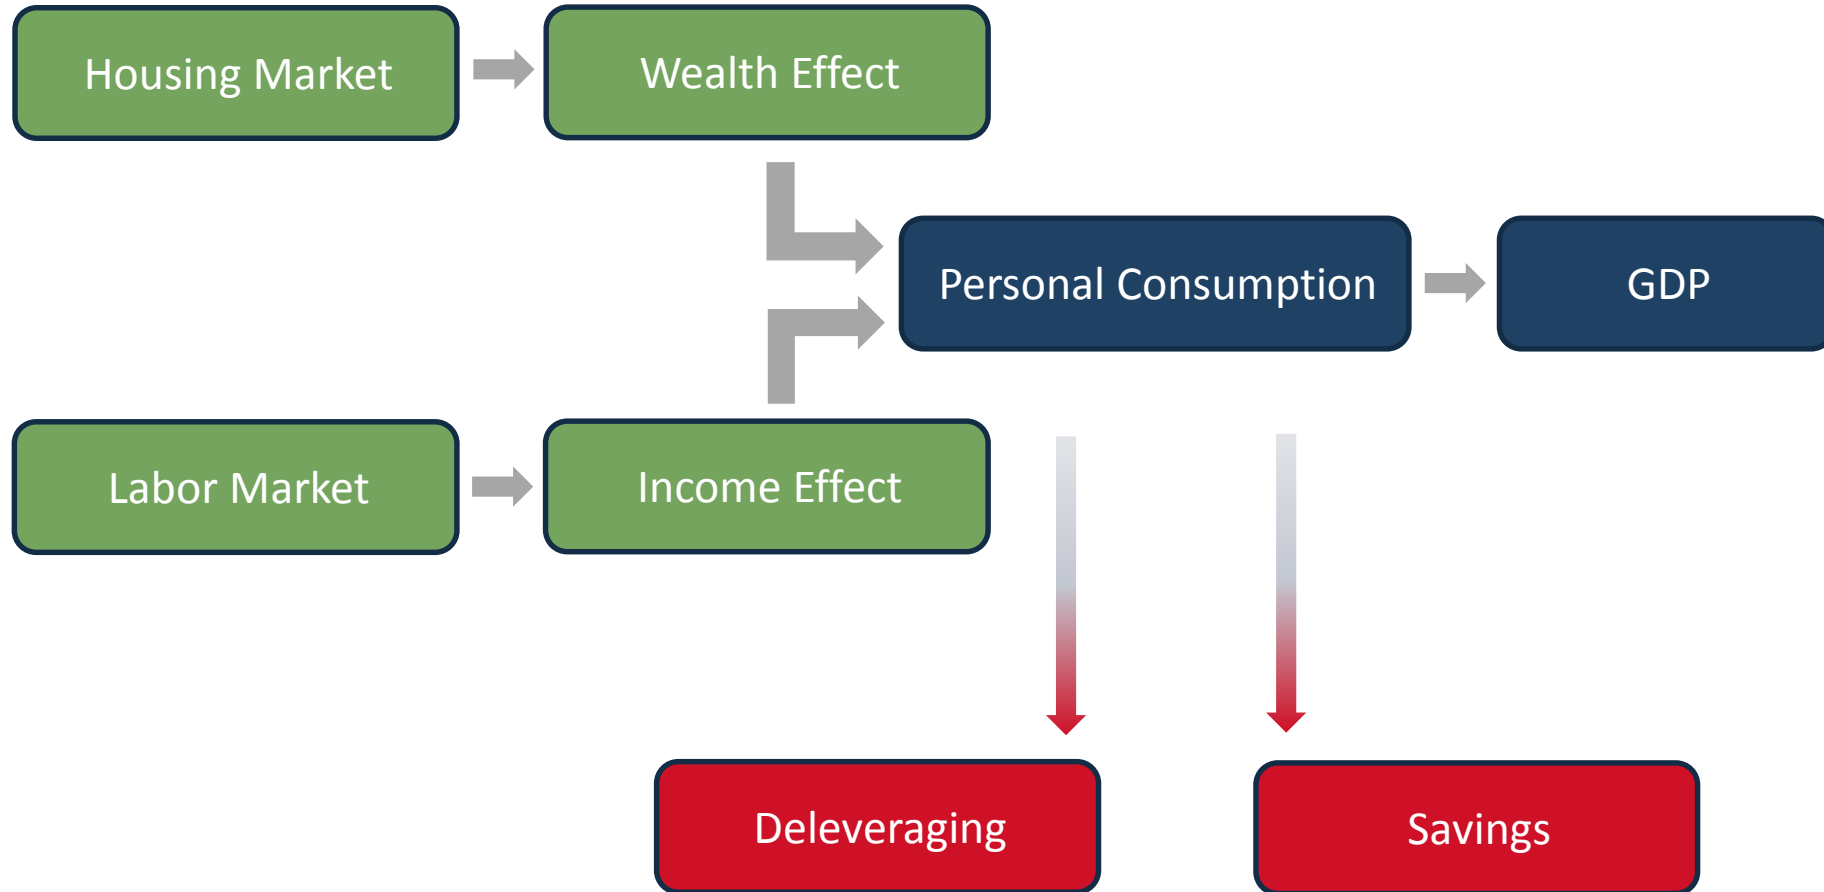 Housing Market
Wealth Effect
Personal Consumption
GDP
Labor Market
Income Effect
Deleveraging
Savings